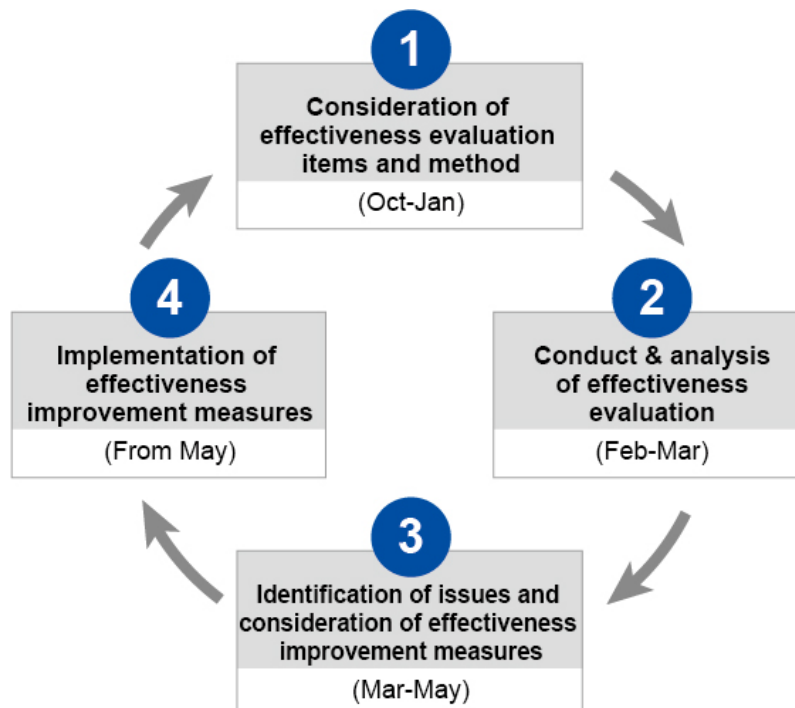 1
Consideration of
effectiveness evaluation
items and method
(Oct-Jan)
2
Conduct & analysis
of effectiveness
evaluation
(Feb-Mar)
3
Identification of issues and
consideration of effectiveness
improvement measures
(Mar-May)
4
Implementation of
effectiveness
improvement measures
(From May)